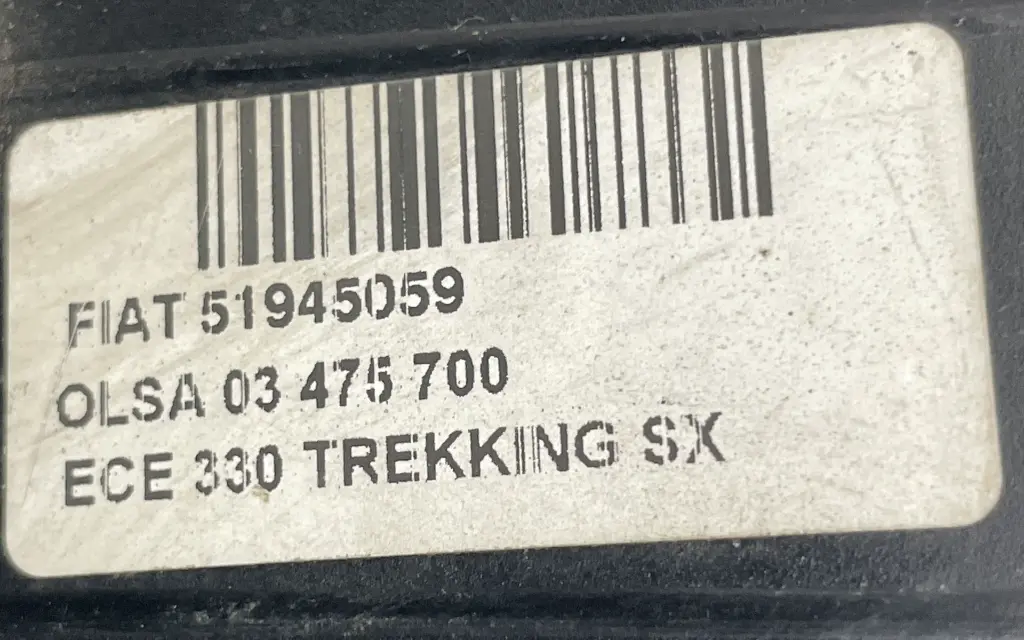 FIAT 51945059
OLSA 03 475 700
ECE 330 TREKKING SX